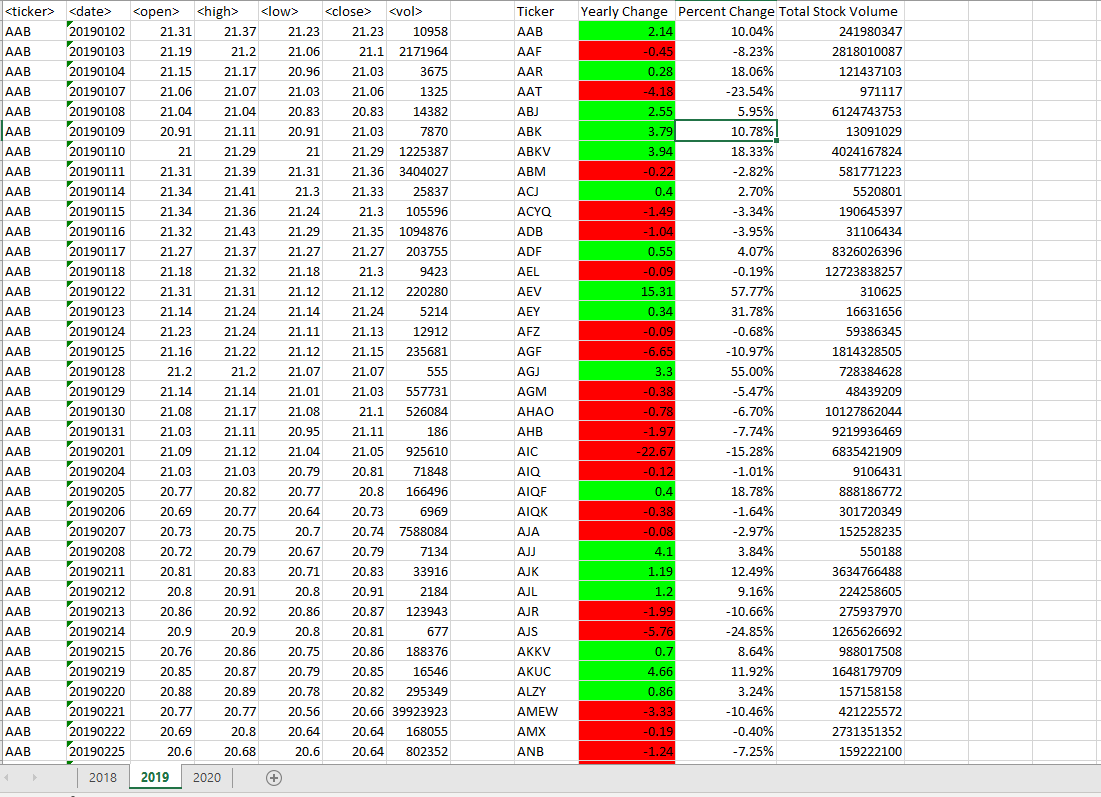 <ticker> <date> <open> <high> <low> <close> <vol> Ticker Yearly Change Percent Change Total Stock Volume
AAB 20190102 21.31 21.37 21.23 21.23 10958 AAB 2.14 10.04% 241980347
AAB 20190103 21.19 21.2 21.06 21.1 2171964 AAF -0.45 -8.23% 2818010087
AAB 20190104 21.15 21.17 20.96 21.03 3675 AAR 0.28 18.06% 121437103
AAB 20190107 21.06 21.07 21.03 21.06 1325 AAT -4.18 -23.54% 971117
AAB 20190108 21.04 21.04 20.83 20.83 14382 ABJ 2.55 5.95% 6124743753
AAB 20190109 20.91 21.11 20.91 21.03 7870 ABK 3.79 10.78% 13091029
AAB 20190110 21 21.29 21 21.29 1225387 ABKV 3.94 18.33% 4024167824
AAB 20190111 21.31 21.39 21.31 21.36 3404027 ABM -0.22 -2.82% 581771223
AAB 20190114 21.34 21.41 21.3 21.33 25837 ACJ 0.4 2.70% 5520801
AAB 20190115 21.34 21.36 21.24 21.3 105596 ACYQ -1.49 -3.34% 190645397
AAB 20190116 21.32 21.43 21.29 21.35 1094876 ADB -1.04 -3.95% 31106434
AAB 20190117 21.27 21.37 21.27 21.27 203755 ADF 0.55 4.07% 8326026396
AAB 20190118 21.18 21.32 21.18 21.3 9423 AEL -0.09 -0.19% 12723838257
AAB 20190122 21.31 21.31 21.12 21.12 220280 AEV 15.31 57.77% 310625
AAB 20190123 21.14 21.24 21.14 21.24 5214 AEY 0.34 31.78% 16631656
AAB 20190124 21.23 21.24 21.11 21.13 12912 AFZ -0.09 -0.68% 59386345
AAB 20190125 21.16 21.22 21.12 21.15 235681 AGF -6.65 -10.97% 1814328505
AAB 20190128 21.2 21.2 21.07 21.07 555 AGJ 3.3 55.00% 728384628
AAB 20190129 21.14 21.14 21.01 21.03 557731 AGM -0.38 -5.47% 48439209
AAB 20190130 21.08 21.17 21.08 21.1 526084 AHAO -0.78 -6.70% 10127862044
AAB 20190131 21.03 21.11 20.95 21.11 186 AHB -1.97 -7.74% 9219936469
AAB 20190201 21.09 21.12 21.04 21.05 925610 AIC -22.67 -15.28% 6835421909
AAB 20190204 21.03 21.03 20.79 20.81 71848 AIQ -0.12 -1.01% 9106431
AAB 20190205 20.77 20.82 20.77 20.8 166496 AIQF 0.4 18.78% 888186772
AAB 20190206 20.69 20.77 20.64 20.73 6969 AIQK -0.38 -1.64% 301720349
AAB 20190207 20.73 20.75 20.7 20.74 7588084 AJA -0.08 -2.97% 152528235
AAB 20190208 20.72 20.79 20.67 20.79 7134 AJJ 4.1 3.84% 550188
AAB 20190211 20.81 20.83 20.71 20.83 33916 AJK 1.19 12.49% 3634766488
AAB 20190212 20.8 20.91 20.8 20.91 2184 AJL 1.2 9.16% 224258605
AAB 20190213 20.86 20.92 20.86 20.87 123943 AJR -1.99 -10.66% 275937970
AAB 20190214 20.9 20.9 20.8 20.81 677 AJS -5.76 -24.85% 1265626692
AAB 20190215 20.76 20.86 20.75 20.86 188376 AKKV 0.7 8.64% 988017508
AAB 20190219 20.85 20.87 20.79 20.85 16546 AKUC 4.66 11.92% 1648179709
AAB 20190220 20.88 20.89 20.78 20.82 295349 ALZY 0.86 3.24% 157158158
AAB 20190221 20.77 20.77 20.56 20.66 39923923 AMEW -3.33 -10.46% 421225572
AAB 20190222 20.69 20.8 20.64 20.64 168055 AMX -0.19 -0.40% 2731351352
AAB 20190225 20.6 20.68 20.6 20.64 802352 ANB -1.24 -7.25% 159222100
2018 2019 2020